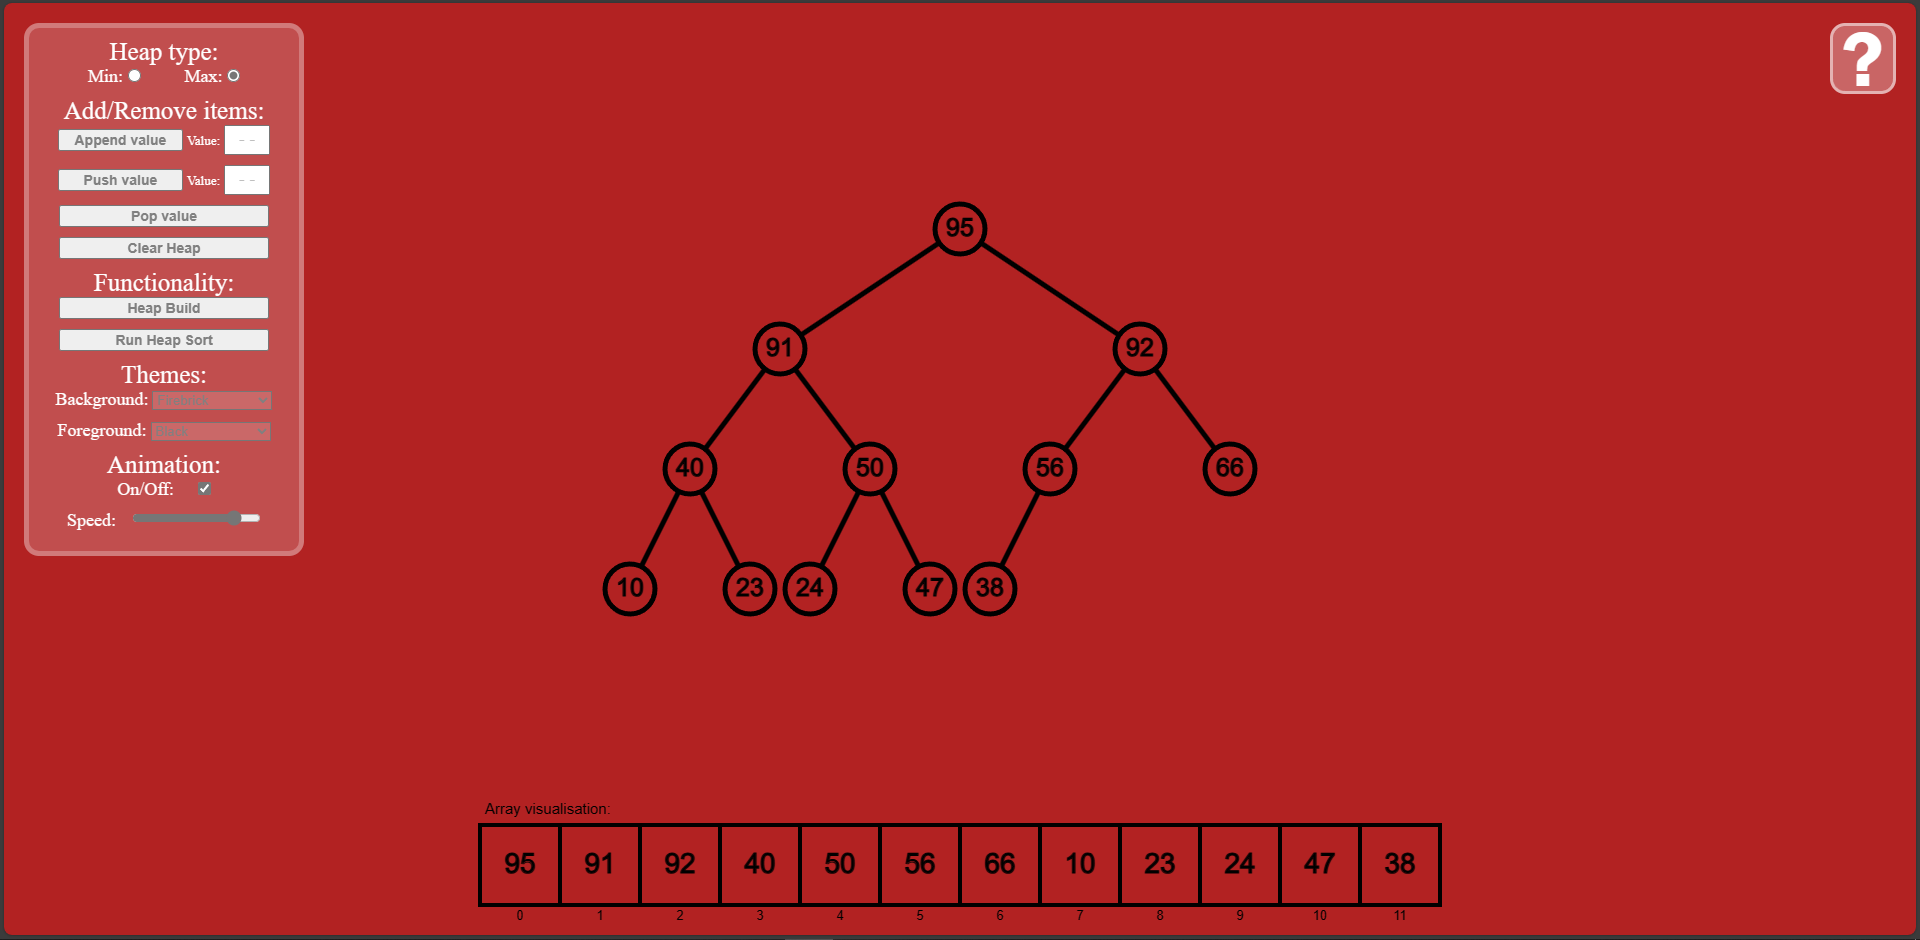 Heap type:
Min: Max:
Add/Remove items:
Append value Value: --
Push value Value: --
Pop value
Clear Heap
Functionality:
Heap Build
Run Heap Sort
Themes:
Background:
Foreground:
Animation:
On/Off:
Speed:
?
95
91 92
40 50 56 66
10 23 24 47 38
Array visualisation:
95 91 92 40 50 56 66 10 23 24 47 38
0 1 2 3 4 5 6 7 8 9 10 11